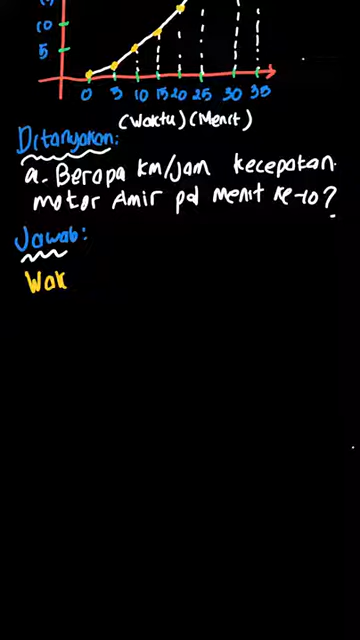 10
5
0 5 10 15 20 25 30 35
(Waktu) (Menit)
Ditanyakan:
a. Berapa km/jam kecepatan
motor Amir pd menit ke-10?
Jawab:
Wak